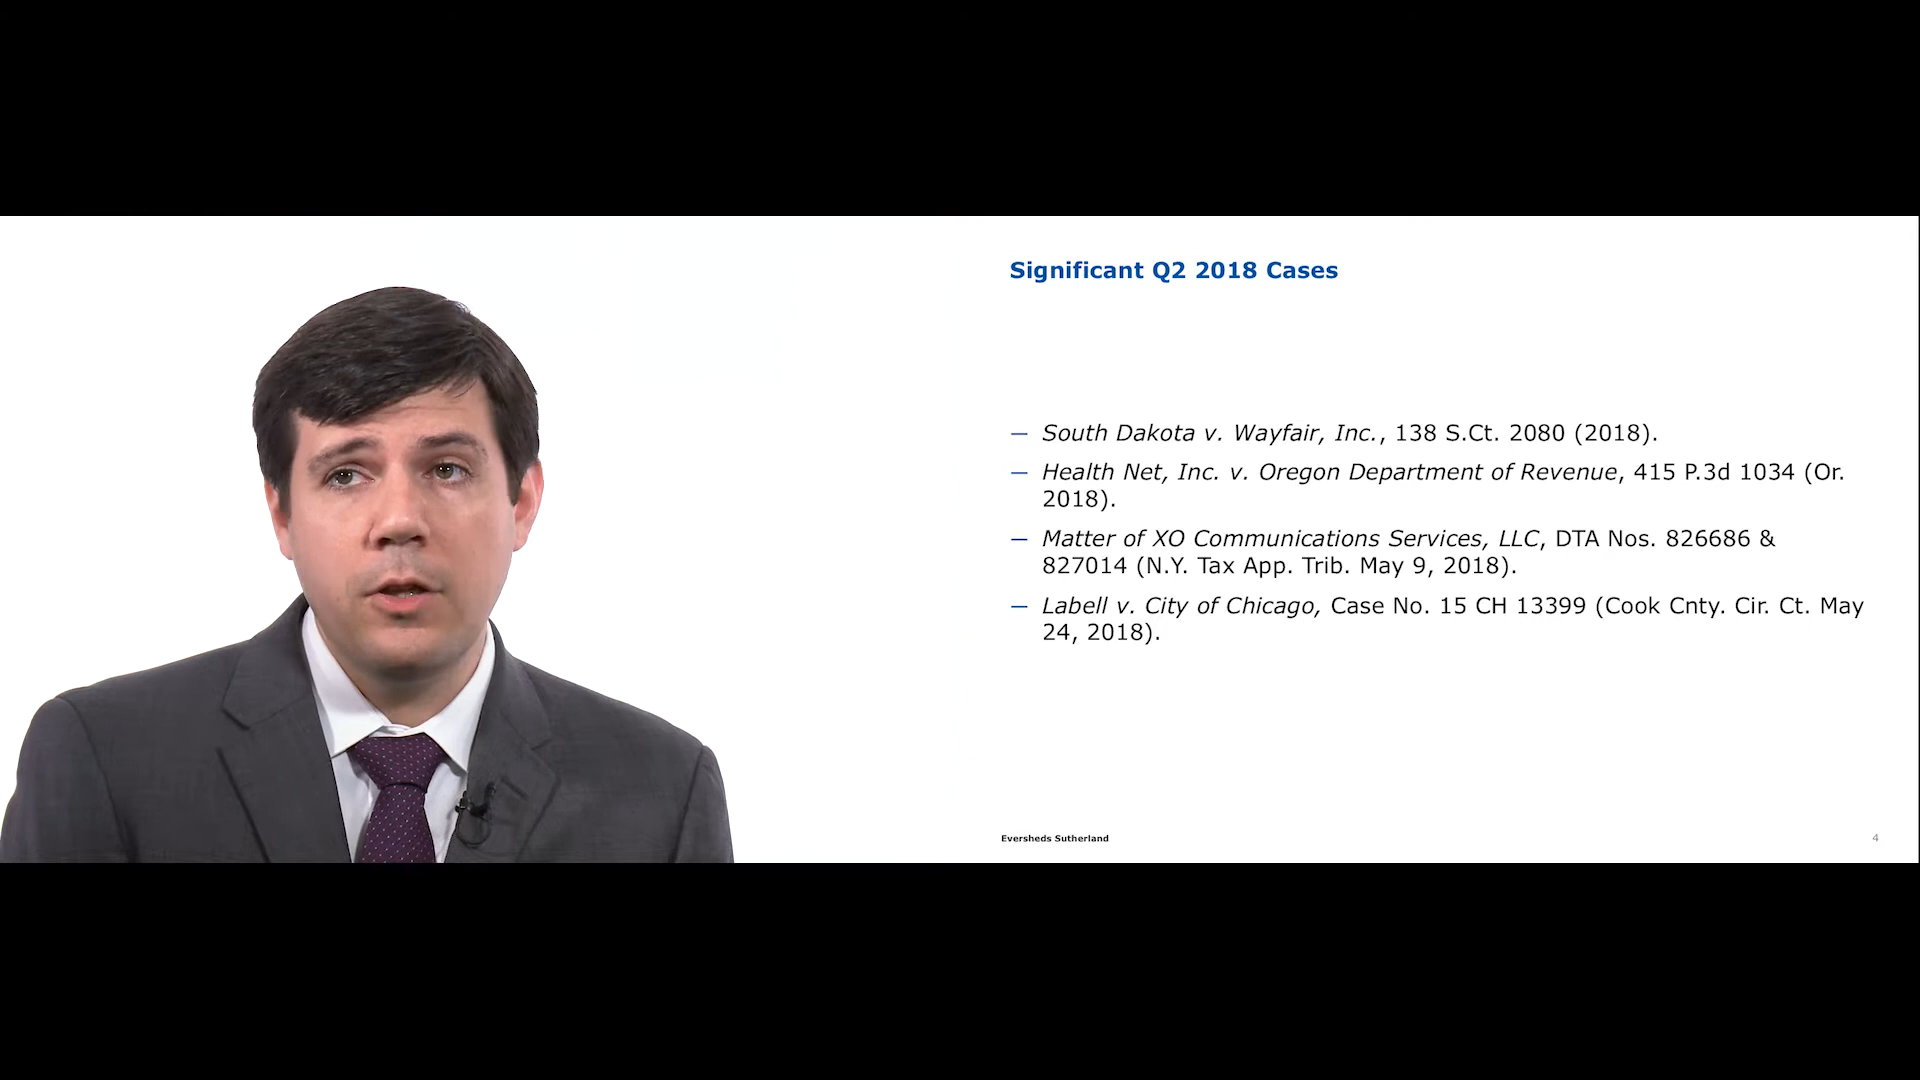 Significant Q2 2018 Cases
— South Dakota v. Wayfair, Inc., 138 S.Ct. 2080 (2018).
— Health Net, Inc. v. Oregon Department of Revenue, 415 P.3d 1034 (Or.
2018).
— Matter of XO Communications Services, LLC, DTA Nos. 826686 &
827014 (N.Y. Tax App. Trib. May 9, 2018).
— Labell v. City of Chicago, Case No. 15 CH 13399 (Cook Cnty. Cir. Ct. May
24, 2018).
Eversheds Sutherland
4